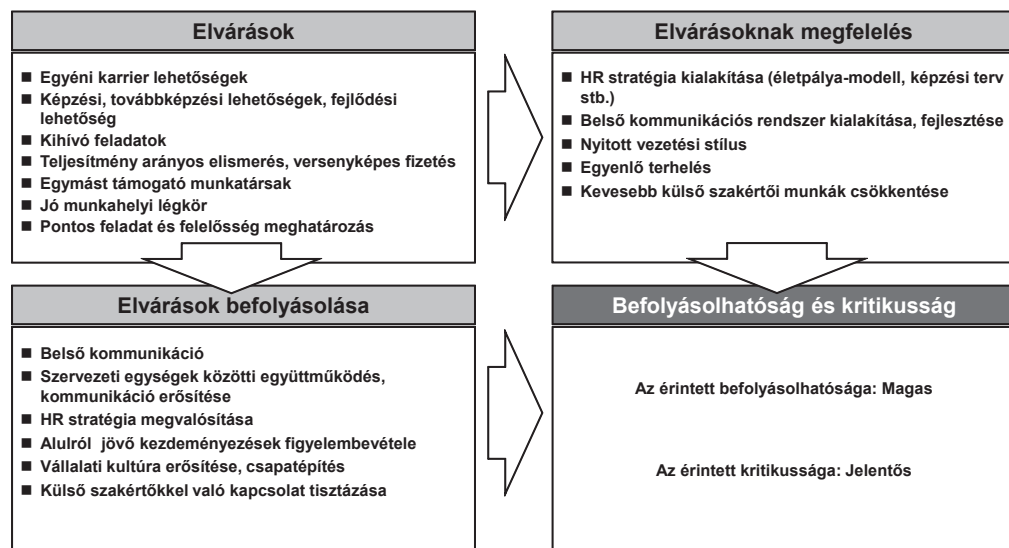 Elvárások
■ Egyéni karrier lehetőségek
■ Képzési, továbbképzési lehetőségek, fejlődési
lehetőség
■ Kihívó feladatok
■ Teljesítmény arányos elismerés, versenyképes fizetés
■ Egymást támogató munkatársak
■ Jó munkahelyi légkör
■ Pontos feladat és felelősség meghatározás
Elvárásoknak megfelelés
■ HR stratégia kialakítása (életpálya-modell, képzési terv
stb.)
■ Belső kommunikációs rendszer kialakítása, fejlesztése
■ Nyitott vezetési stílus
■ Egyenlő terhelés
■ Kevesebb külső szakértői munkák csökkentése
Elvárások befolyásolása
■ Belső kommunikáció
■ Szervezeti egységek közötti együttműködés,
kommunikáció erősítése
■ HR stratégia megvalósítása
■ Alulról jövő kezdeményezések figyelembevétele
■ Vállalati kultúra erősítése, csapatépítés
■ Külső szakértőkkel való kapcsolat tisztázása
Befolyásolhatóság és kritikusság
Az érintett befolyásolhatósága: Magas
Az érintett kritikussága: Jelentős